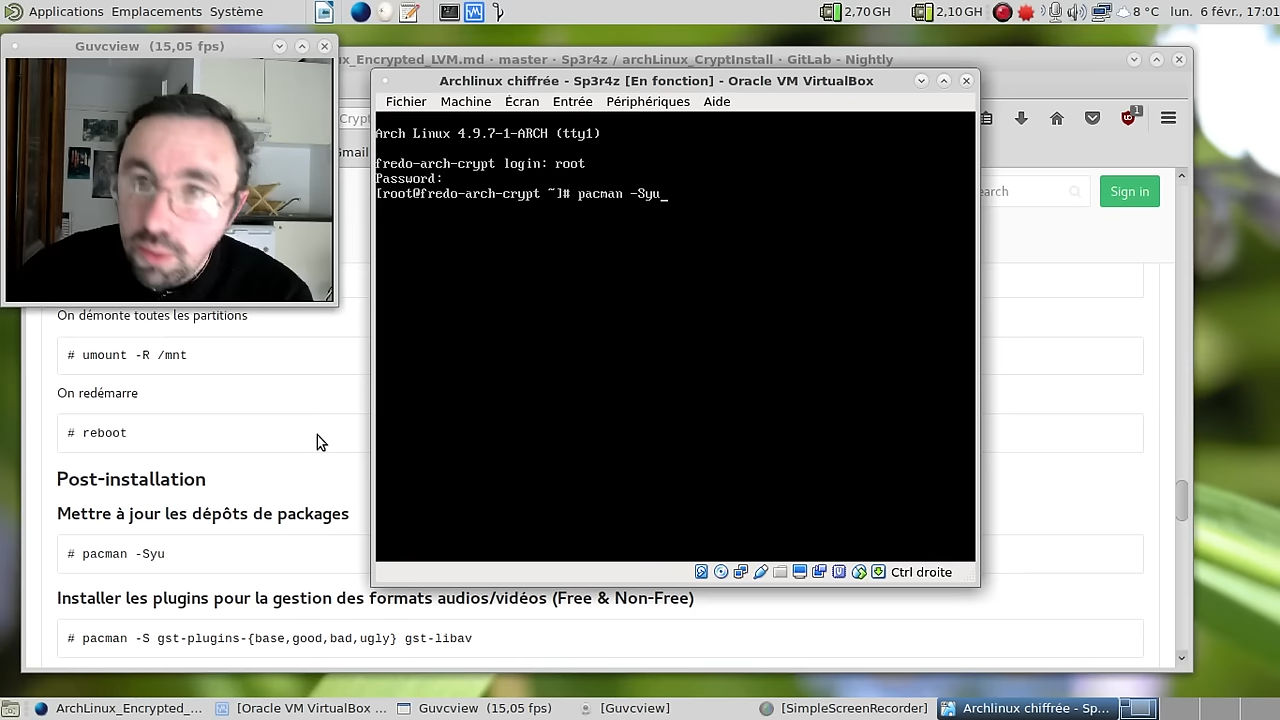 Applications Emplacements Système
2,70 GH
2,10 GH
8 °C
lun. 6 févr., 17:01
Guvcview (15,05 fps)
x_Encrypted_LVM.md · master · Sp3r4z / archLinux_CryptInstall · GitLab - Nightly
Archlinux chiffrée - Sp3r4z [En fonction] - Oracle VM VirtualBox
Fichier Machine Écran Entrée Périphériques Aide
Crypt
1
Gmail
Arch Linux 4.9.7-1-ARCH (tty1)
fredo-arch-crypt login: root
Password:
[root@fredo-arch-crypt ~]# pacman -Syu_
earch
Sign in
On démonte toutes les partitions
# umount -R /mnt
On redémarre
# reboot
Post-installation
Mettre à jour les dépôts de packages
# pacman -Syu
Ctrl droite
Installer les plugins pour la gestion des formats audios/vidéos (Free & Non-Free)
# pacman -S gst-plugins-{base,good,bad,ugly} gst-libav
ArchLinux_Encrypted_...
[Oracle VM VirtualBox ...
Guvcview (15,05 fps)
[Guvcview]
[SimpleScreenRecorder]
Archlinux chiffrée - Sp...